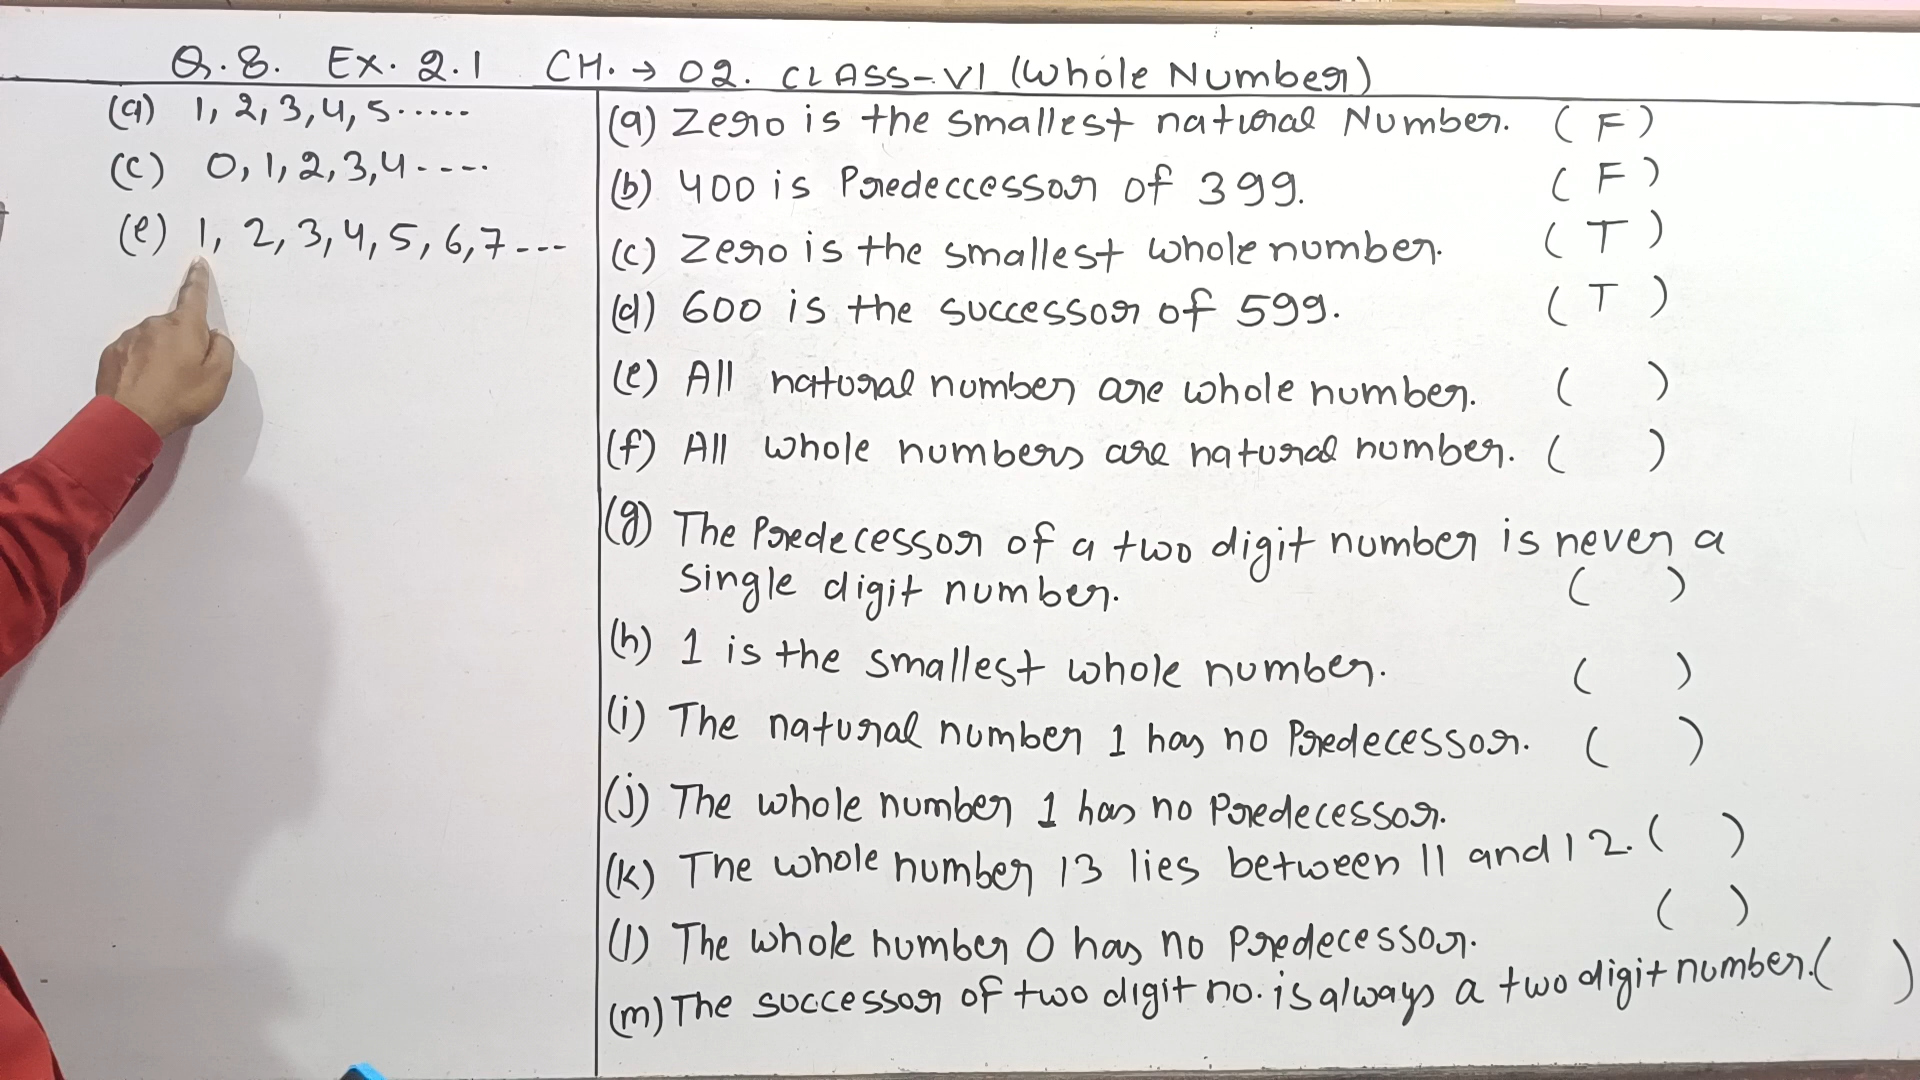 Q.8. Ex. 2.1 CH. → 02. CLASS-VI (Whole Number)
(a) 1, 2, 3, 4, 5......
(c) 0, 1, 2, 3, 4.....
(e) 1, 2, 3, 4, 5, 6, 7 ---
(a) Zero is the smallest natural Number. (F)
(b) 400 is Predeccessor of 399. (F)
(c) Zero is the smallest whole number. (T)
(d) 600 is the successor of 599. (T)
(e) All natural number are whole number. ( )
(f) All whole numbers are natural number. ( )
(g) The Predecessor of a two digit number is never a
single digit number. ( )
(h) 1 is the smallest whole number. ( )
(i) The natural number 1 has no Predecessor. ( )
(j) The whole number 1 has no Predecessor.
(k) The whole number 13 lies between 11 and 12. ( )
( )
(l) The whole number 0 has no Predecessor.
(m) The successor of two digit no. is always a two digit number. ( )